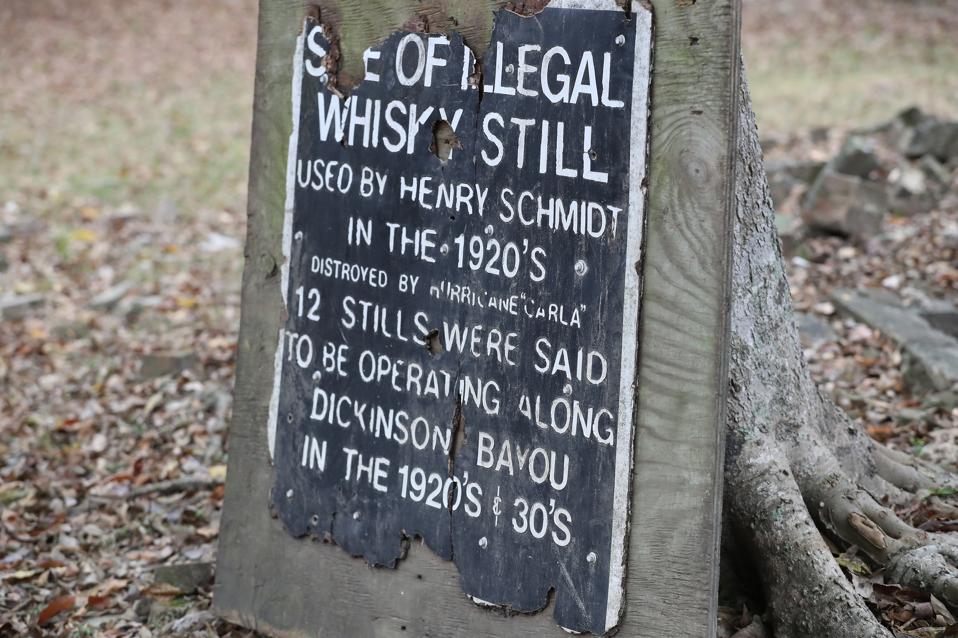 SITE OF ILLEGAL
WHISKY STILL
USED BY HENRY SCHMIDT
IN THE 1920'S
DISTROYED BY HURRICANE "CARLA"
12 STILLS WERE SAID
TO BE OPERATING ALONG
DICKINSON BAYOU
IN THE 1920'S & 30'S